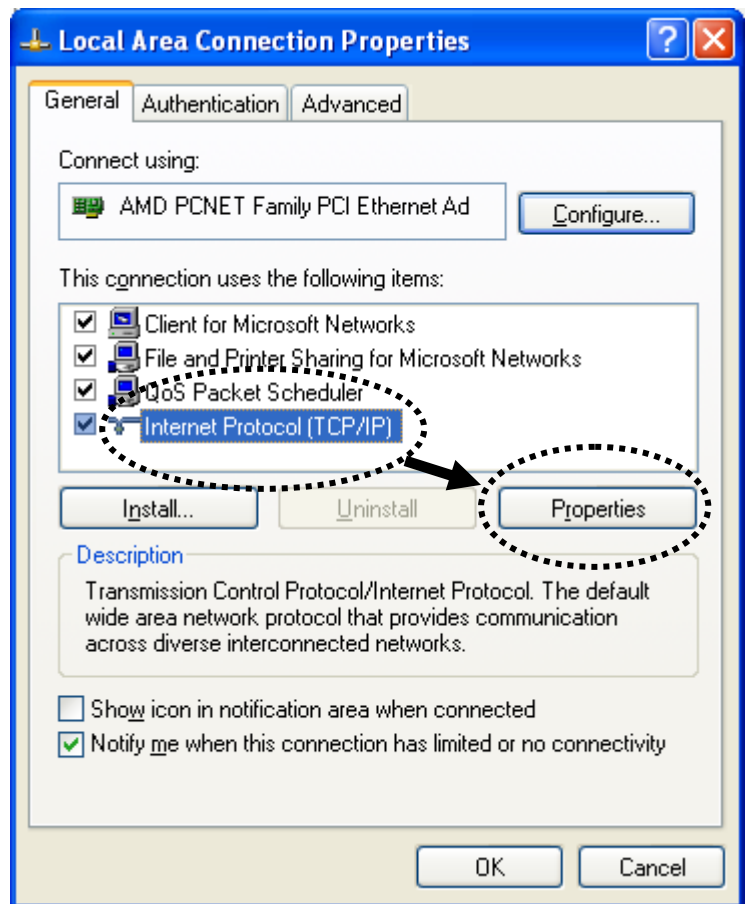 Local Area Connection Properties
General Authentication Advanced
Connect using:
AMD PCNET Family PCI Ethernet Ad
Configure...
This connection uses the following items:
Client for Microsoft Networks
File and Printer Sharing for Microsoft Networks
QoS Packet Scheduler
Internet Protocol (TCP/IP)
Install... Uninstall Properties
Description
Transmission Control Protocol/Internet Protocol. The default
wide area network protocol that provides communication
across diverse interconnected networks.
Show icon in notification area when connected
Notify me when this connection has limited or no connectivity
OK Cancel